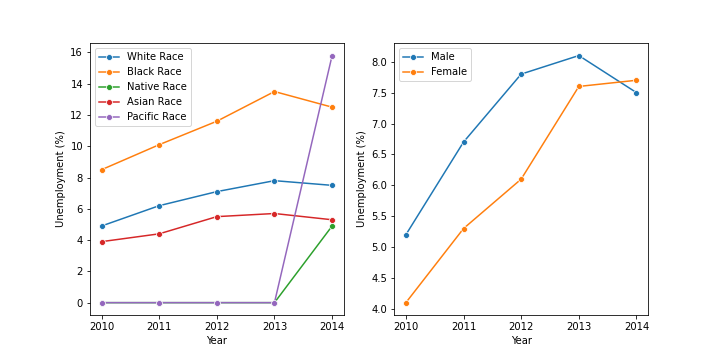 White Race
Black Race
Native Race
Asian Race
Pacific Race
Unemployment (%)
16
14
12
10
8
6
4
2
0
2010 2011 2012 2013 2014
Year
Male
Female
Unemployment (%)
8.0
7.5
7.0
6.5
6.0
5.5
5.0
4.5
4.0
2010 2011 2012 2013 2014
Year